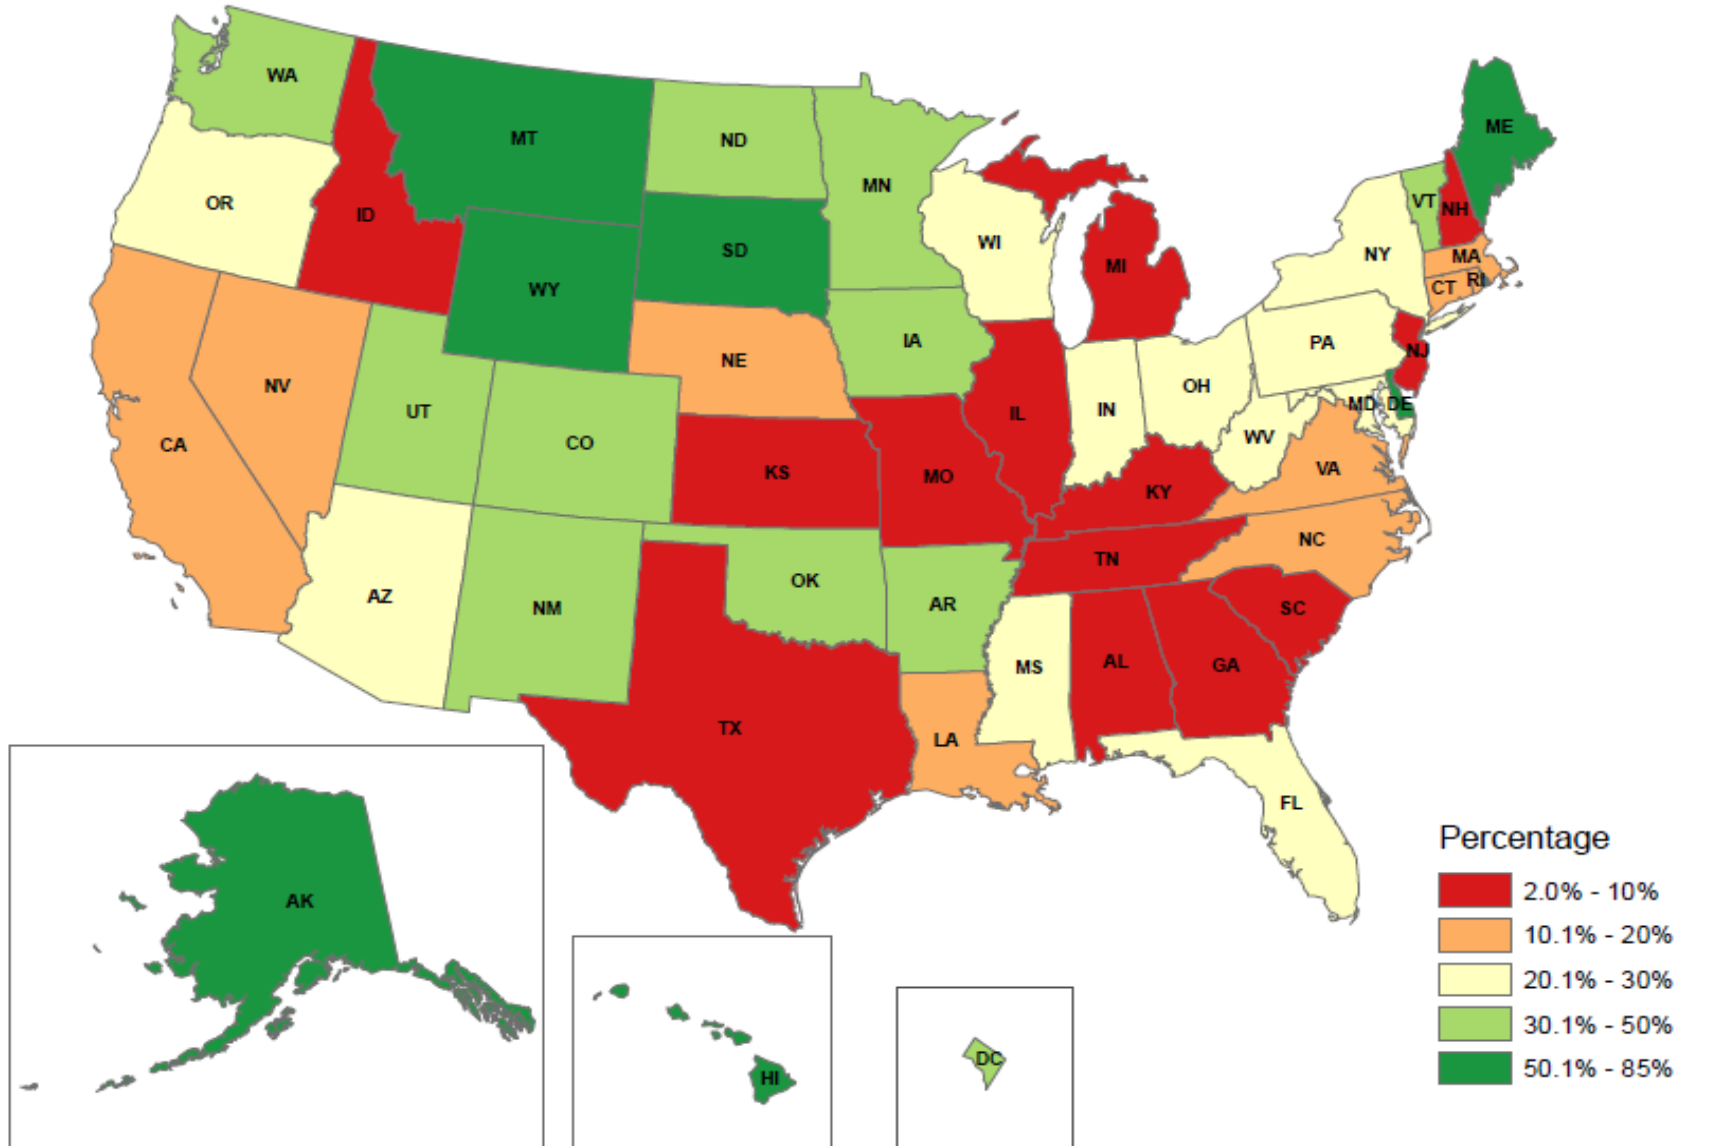 WA
MT
ND
MN
ME
OR
ID
SD
WI
MI
VT
NH
NY
MA
CT
RI
WY
NE
IA
PA
NJ
NV
UT
CO
IL
IN
OH
MD
DE
CA
KS
MO
KY
WV
VA
AZ
NM
OK
AR
TN
NC
MS
AL
GA
SC
TX
LA
FL
AK
HI
DC
Percentage
2.0% - 10%
10.1% - 20%
20.1% - 30%
30.1% - 50%
50.1% - 85%